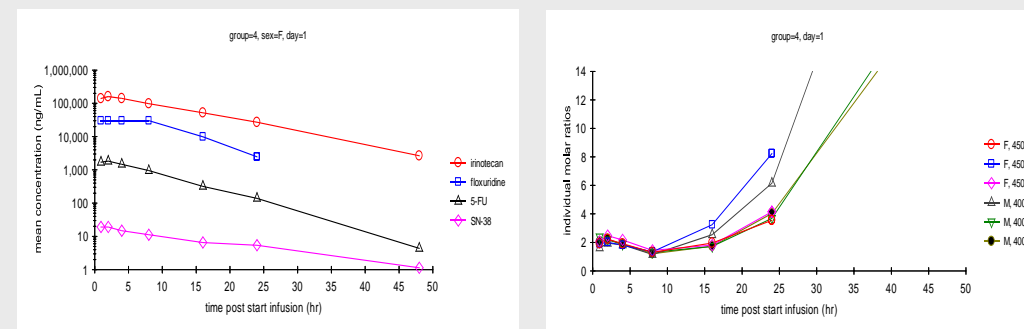 group=4, sex=F, day=1
mean concentration (ng/mL)
1,000,000
100,000
10,000
1,000
100
10
1
0 5 10 15 20 25 30 35 40 45 50
time post start infusion (hr)
irinotecan
floxuridine
5-FU
SN-38
group=4, day=1
individual molar ratios
14
12
10
8
6
4
2
0
0 5 10 15 20 25 30 35 40 45 50
time post start infusion (hr)
F, 450
F, 450
F, 450
M, 400
M, 400
M, 400